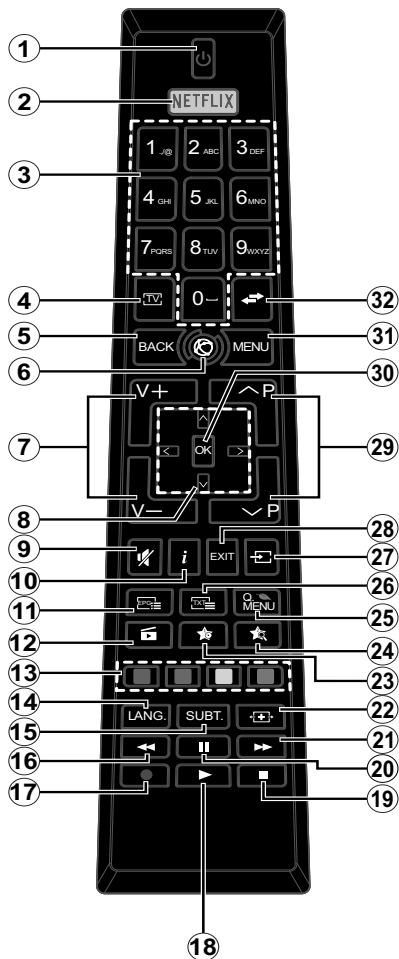 1
2 NETFLIX
1 ./@ 2 ABC 3 DEF
3
4 GHI 5 JKL 6 MNO
7 PQRS 8 TUV 9 WXYZ
4 TV 0 32
5 BACK MENU 31
6
30
V+ P
7 OK 29
8 V− P
28
9 i EXIT 27
10
26
11 EPG TXT Q. MENU 25
12 24
13 23
14 LANG. SUBT. 22
15
16 21
17 20
19
18